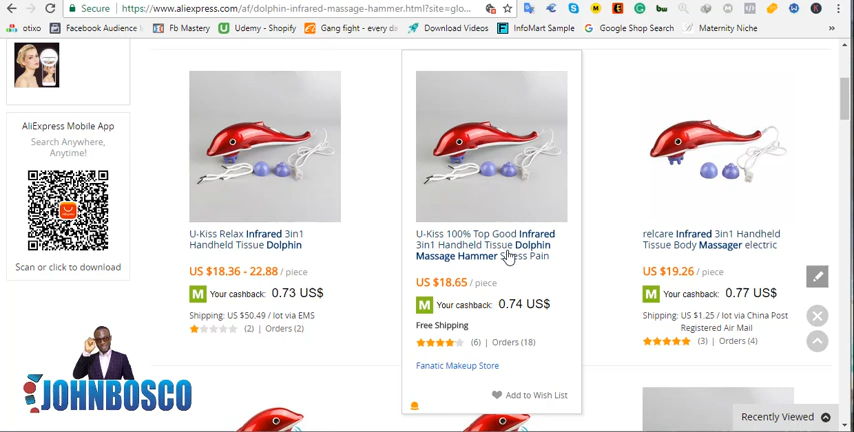 Secure | https://www.aliexpress.com/af/dolphin-infrared-massage-hammer.html?site=glo...
otixo
Facebook Audience I
Fb Mastery
Udemy - Shopify
Gang fight - every da
Download Videos
InfoMart Sample
Google Shop Search
Maternity Niche
»
AliExpress Mobile App
Search Anywhere,
Anytime!
Scan or click to download
U-Kiss Relax Infrared 3in1
Handheld Tissue Dolphin
US $18.36 - 22.88 / piece
M Your cashback: 0.73 US$
Shipping: US $50.49 / lot via EMS
(2) | Orders (2)
U-Kiss 100% Top Good Infrared
3in1 Handheld Tissue Dolphin
Massage Hammer Stress Pain
US $18.65 / piece
M Your cashback: 0.74 US$
Free Shipping
(6) | Orders (18)
Fanatic Makeup Store
Add to Wish List
relcare Infrared 3in1 Handheld
Tissue Body Massager electric
US $19.26 / piece
M Your cashback: 0.77 US$
Shipping: US $1.25 / lot via China Post
Registered Air Mail
(3) | Orders (4)
Recently Viewed
JOHNBOSCO